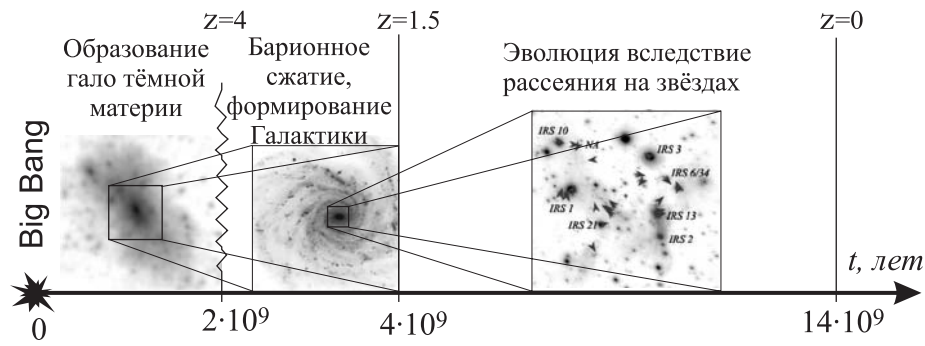 z=4
z=1.5
z=0
Образование
гало тёмной
материи
Барионное
сжатие,
формирование
Галактики
Эволюция вследствие
рассеяния на звёздах
IRS 10
NA
IRS 3
IRS 6/34
IRS 1
IRS 13
IRS 21
IRS 2
Big Bang
t, лет
0
2·10⁹
4·10⁹
14·10⁹